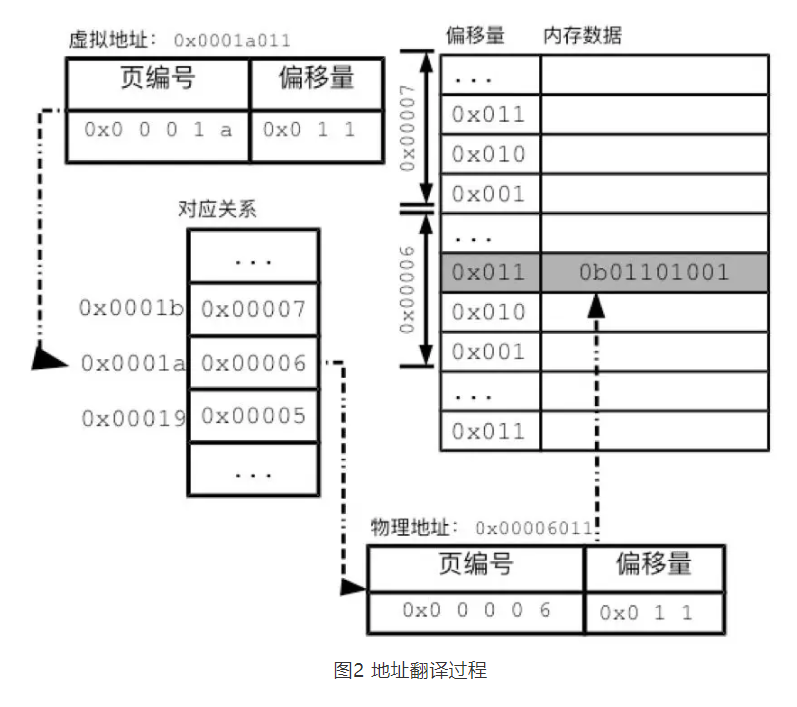 虚拟地址: 0x0001a011
页编号 偏移量
0x0 0 0 1 a 0x0 1 1
对应关系
...
0x0001b 0x00007
0x0001a 0x00006
0x00019 0x00005
...
偏移量 内存数据
0x00007
...
0x011
0x010
0x001
0x00006
...
0x011 0b01101001
0x010
0x001
...
0x011
物理地址: 0x00006011
页编号 偏移量
0x0 0 0 0 6 0x0 1 1
图2 地址翻译过程